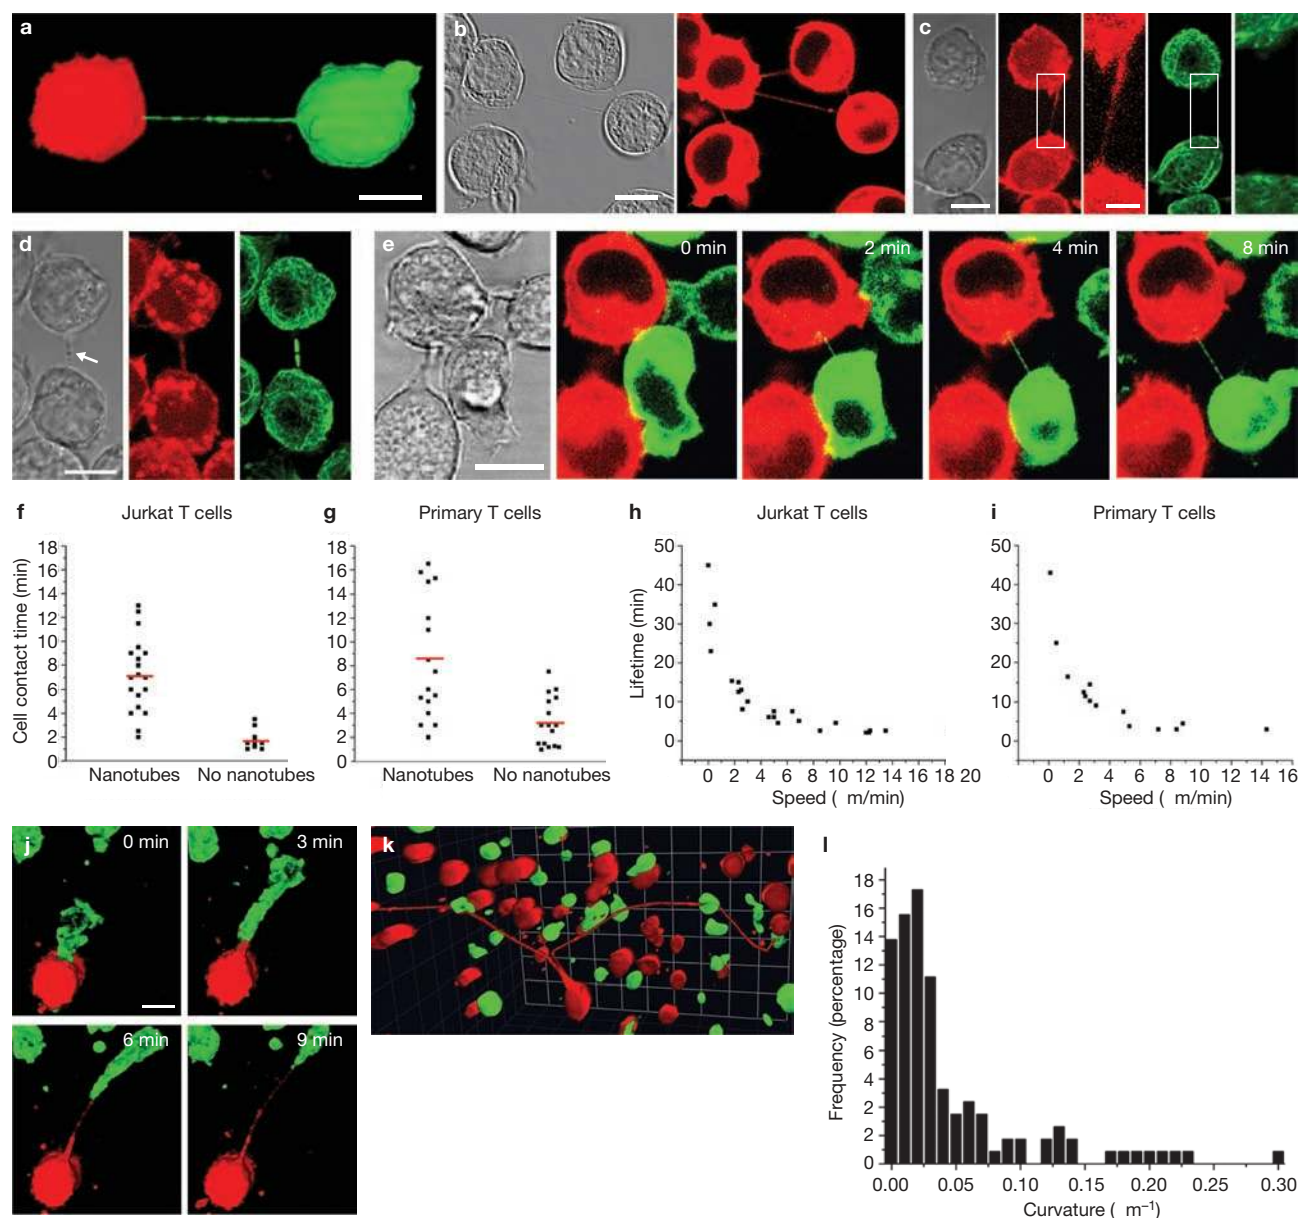 a
b
c
d
e
0 min
2 min
4 min
8 min
f
Jurkat T cells
Cell contact time (min)
18
16
14
12
10
8
6
4
2
0
Nanotubes
No nanotubes
g
Primary T cells
18
16
14
12
10
8
6
4
2
0
Nanotubes
No nanotubes
h
Jurkat T cells
Lifetime (min)
50
40
30
20
10
0
0 2 4 6 8 10 12 14 16 18 20
Speed ( m/min)
i
Primary T cells
50
40
30
20
10
0
0 2 4 6 8 10 12 14 16
Speed ( m/min)
j
0 min
3 min
6 min
9 min
k
l
Frequency (percentage)
18
16
14
12
10
18
6
4
2
2
0
0.00 0.05 0.10 0.15 0.20 0.25 0.30
Curvature ( m⁻¹)